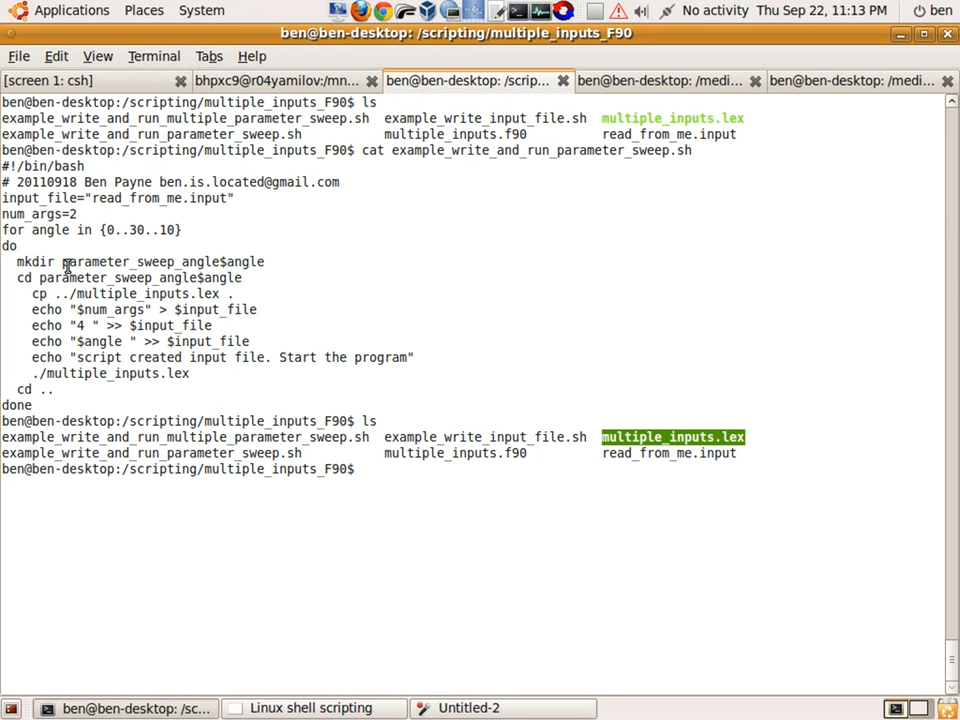 Applications Places System No activity Thu Sep 22, 11:13 PM ben
ben@ben-desktop: /scripting/multiple_inputs_F90
File Edit View Terminal Tabs Help
[screen 1: csh] bhpxc9@r04yamilov:/mn... ben@ben-desktop: /scrip... ben@ben-desktop: /medi... ben@ben-desktop: /medi...
ben@ben-desktop:/scripting/multiple_inputs_F90$ ls
example_write_and_run_multiple_parameter_sweep.sh example_write_input_file.sh multiple_inputs.lex
example_write_and_run_parameter_sweep.sh multiple_inputs.f90 read_from_me.input
ben@ben-desktop:/scripting/multiple_inputs_F90$ cat example_write_and_run_parameter_sweep.sh
#!/bin/bash
# 20110918 Ben Payne ben.is.located@gmail.com
input_file="read_from_me.input"
num_args=2
for angle in {0..30..10}
do
mkdir parameter_sweep_angle$angle
cd parameter_sweep_angle$angle
cp ../multiple_inputs.lex .
echo "$num_args" > $input_file
echo "4 " >> $input_file
echo "$angle " >> $input_file
echo "script created input file. Start the program"
./multiple_inputs.lex
cd ..
done
ben@ben-desktop:/scripting/multiple_inputs_F90$ ls
example_write_and_run_multiple_parameter_sweep.sh example_write_input_file.sh multiple_inputs.lex
example_write_and_run_parameter_sweep.sh multiple_inputs.f90 read_from_me.input
ben@ben-desktop:/scripting/multiple_inputs_F90$
ben@ben-desktop: /sc... Linux shell scripting Untitled-2